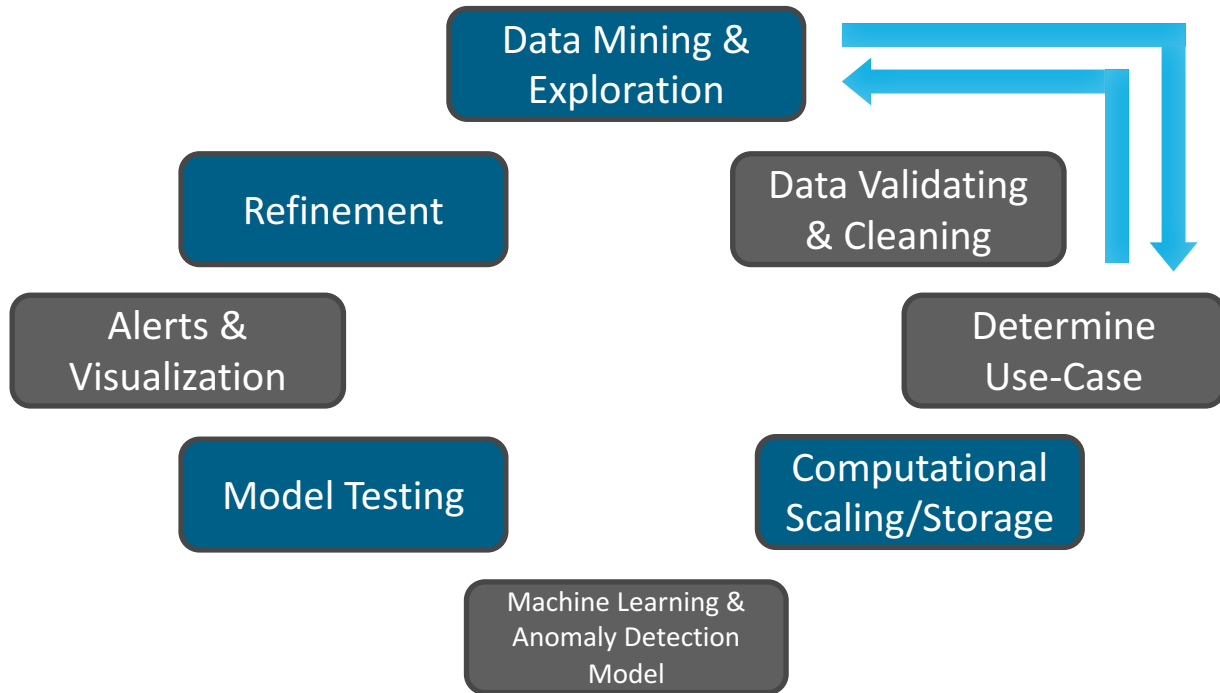 Data Mining &
Exploration
Refinement
Data Validating
& Cleaning
Alerts &
Visualization
Determine
Use-Case
Model Testing
Computational
Scaling/Storage
Machine Learning &
Anomaly Detection
Model